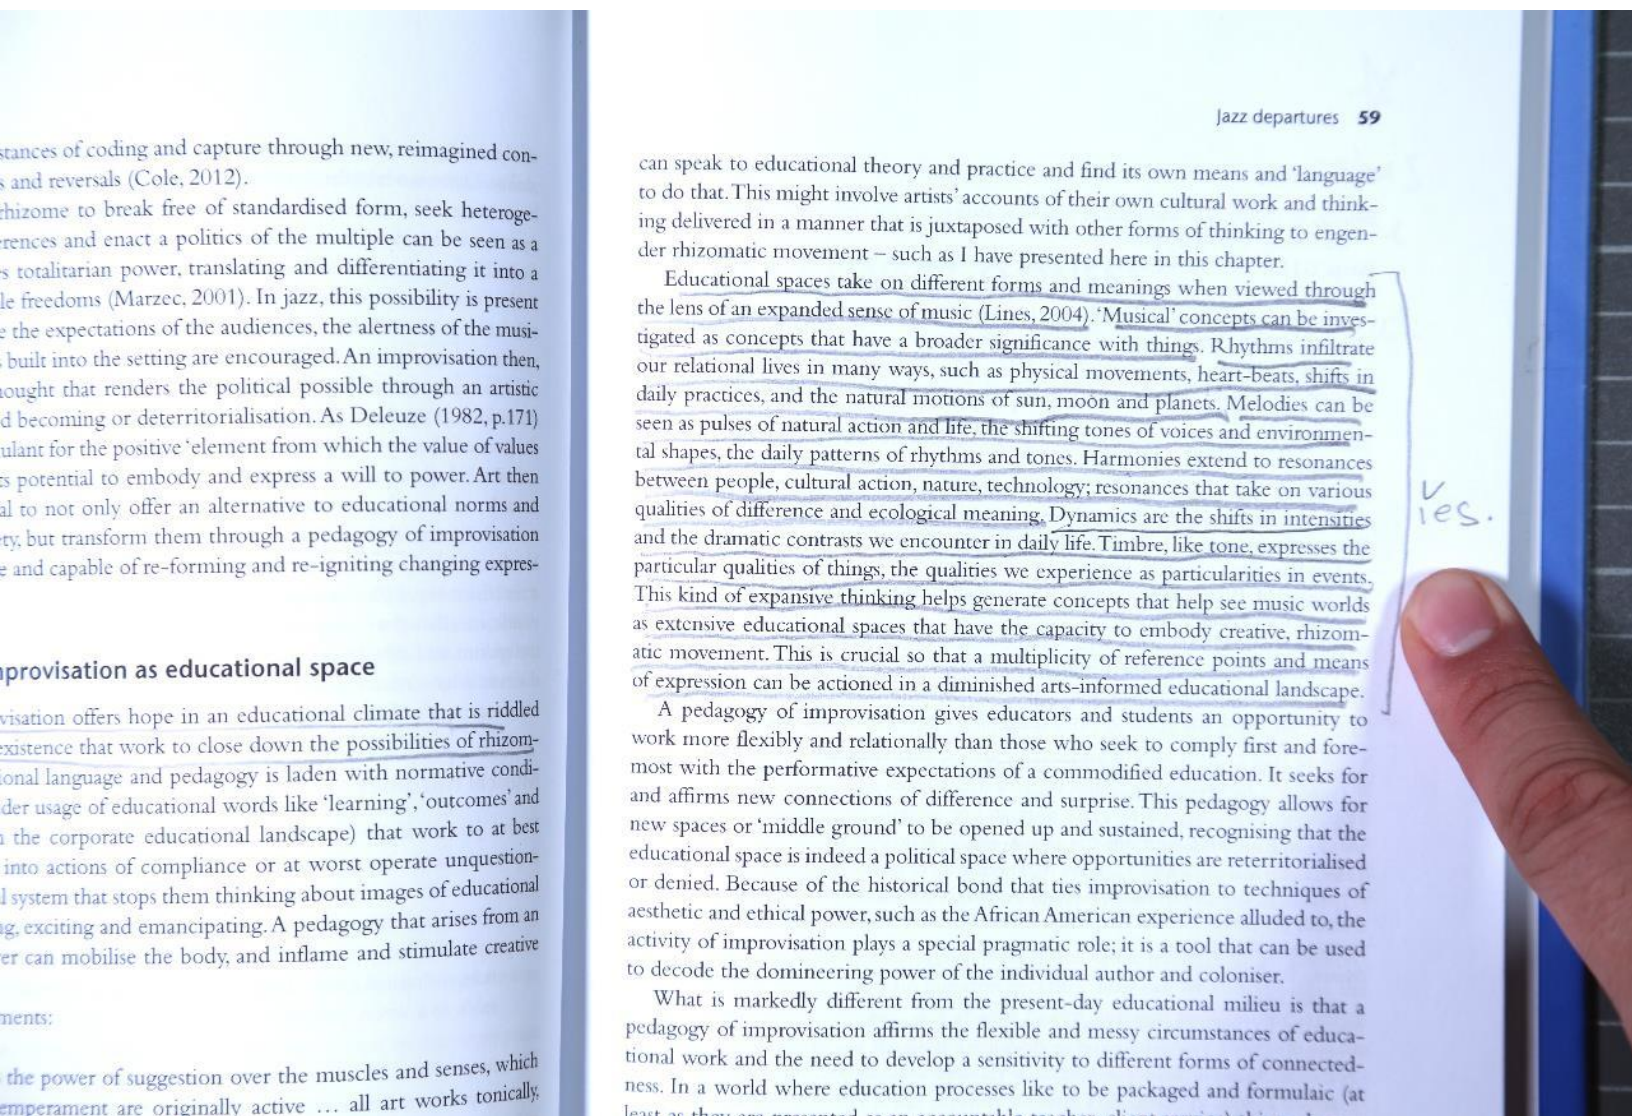 stances of coding and capture through new, reimagined con-
and reversals (Cole, 2012).
rhizome to break free of standardised form, seek heteroge-
rences and enact a politics of the multiple can be seen as a
s totalitarian power, translating and differentiating it into a
le freedoms (Marzec, 2001). In jazz, this possibility is present
e the expectations of the audiences, the alertness of the musi-
built into the setting are encouraged. An improvisation then,
ought that renders the political possible through an artistic
d becoming or deterritorialisation. As Deleuze (1982, p.171)
ulant for the positive ‘element from which the value of values
ts potential to embody and express a will to power. Art then
al to not only offer an alternative to educational norms and
ty, but transform them through a pedagogy of improvisation
e and capable of re-forming and re-igniting changing expres-
mprovisation as educational space
visation offers hope in an educational climate that is riddled
existence that work to close down the possibilities of rhizom-
ional language and pedagogy is laden with normative condi-
der usage of educational words like ‘learning’, ‘outcomes’ and
the corporate educational landscape) that work to at best
into actions of compliance or at worst operate unquestion-
l system that stops them thinking about images of educational
ng, exciting and emancipating. A pedagogy that arises from an
er can mobilise the body, and inflame and stimulate creative
ments:
the power of suggestion over the muscles and senses, which
emperament are originally active ... all art works tonically,
Jazz departures 59
can speak to educational theory and practice and find its own means and ‘language’
to do that. This might involve artists’ accounts of their own cultural work and think-
ing delivered in a manner that is juxtaposed with other forms of thinking to engen-
der rhizomatic movement – such as I have presented here in this chapter.
Educational spaces take on different forms and meanings when viewed through
the lens of an expanded sense of music (Lines, 2004). ‘Musical’ concepts can be inves-
tigated as concepts that have a broader significance with things. Rhythms infiltrate
our relational lives in many ways, such as physical movements, heart-beats, shifts in
daily practices, and the natural motions of sun, moon and planets. Melodies can be
seen as pulses of natural action and life, the shifting tones of voices and environmen-
tal shapes, the daily patterns of rhythms and tones. Harmonies extend to resonances
between people, cultural action, nature, technology; resonances that take on various
qualities of difference and ecological meaning. Dynamics are the shifts in intensities
and the dramatic contrasts we encounter in daily life. Timbre, like tone, expresses the
particular qualities of things, the qualities we experience as particularities in events.
This kind of expansive thinking helps generate concepts that help see music worlds
as extensive educational spaces that have the capacity to embody creative, rhizom-
atic movement. This is crucial so that a multiplicity of reference points and means
of expression can be actioned in a diminished arts-informed educational landscape.
Yes.
A pedagogy of improvisation gives educators and students an opportunity to
work more flexibly and relationally than those who seek to comply first and fore-
most with the performative expectations of a commodified education. It seeks for
and affirms new connections of difference and surprise. This pedagogy allows for
new spaces or ‘middle ground’ to be opened up and sustained, recognising that the
educational space is indeed a political space where opportunities are reterritorialised
or denied. Because of the historical bond that ties improvisation to techniques of
aesthetic and ethical power, such as the African American experience alluded to, the
activity of improvisation plays a special pragmatic role; it is a tool that can be used
to decode the domineering power of the individual author and coloniser.
What is markedly different from the present-day educational milieu is that a
pedagogy of improvisation affirms the flexible and messy circumstances of educa-
tional work and the need to develop a sensitivity to different forms of connected-
ness. In a world where education processes like to be packaged and formulaic (at